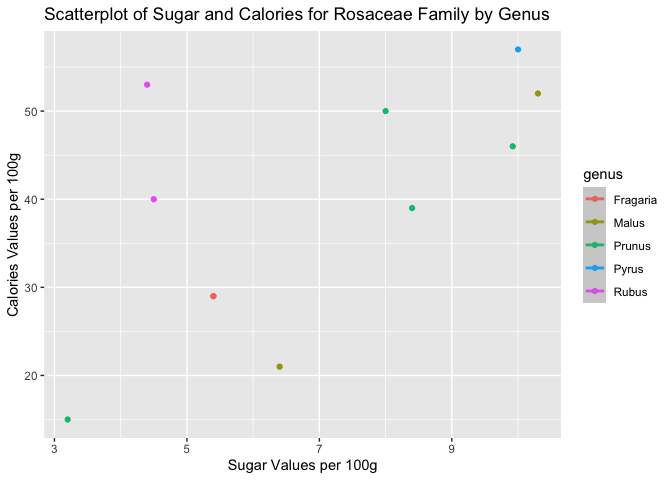 Scatterplot of Sugar and Calories for Rosaceae Family by Genus
50
40
30
20
Calories Values per 100g
3
5
7
9
Sugar Values per 100g
genus
Fragaria
Malus
Prunus
Pyrus
Rubus